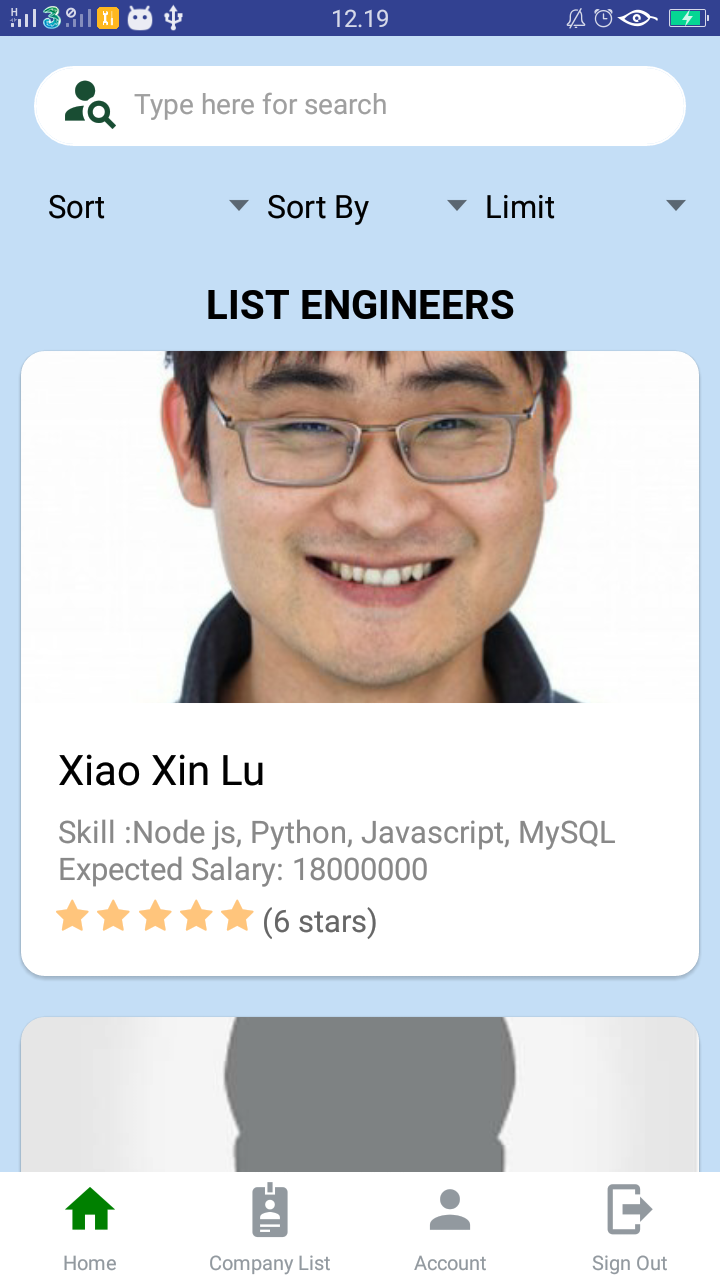 12.19
Type here for search
Sort Sort By Limit
LIST ENGINEERS
Xiao Xin Lu
Skill :Node js, Python, Javascript, MySQL
Expected Salary: 18000000
(6 stars)
Home Company List Account Sign Out